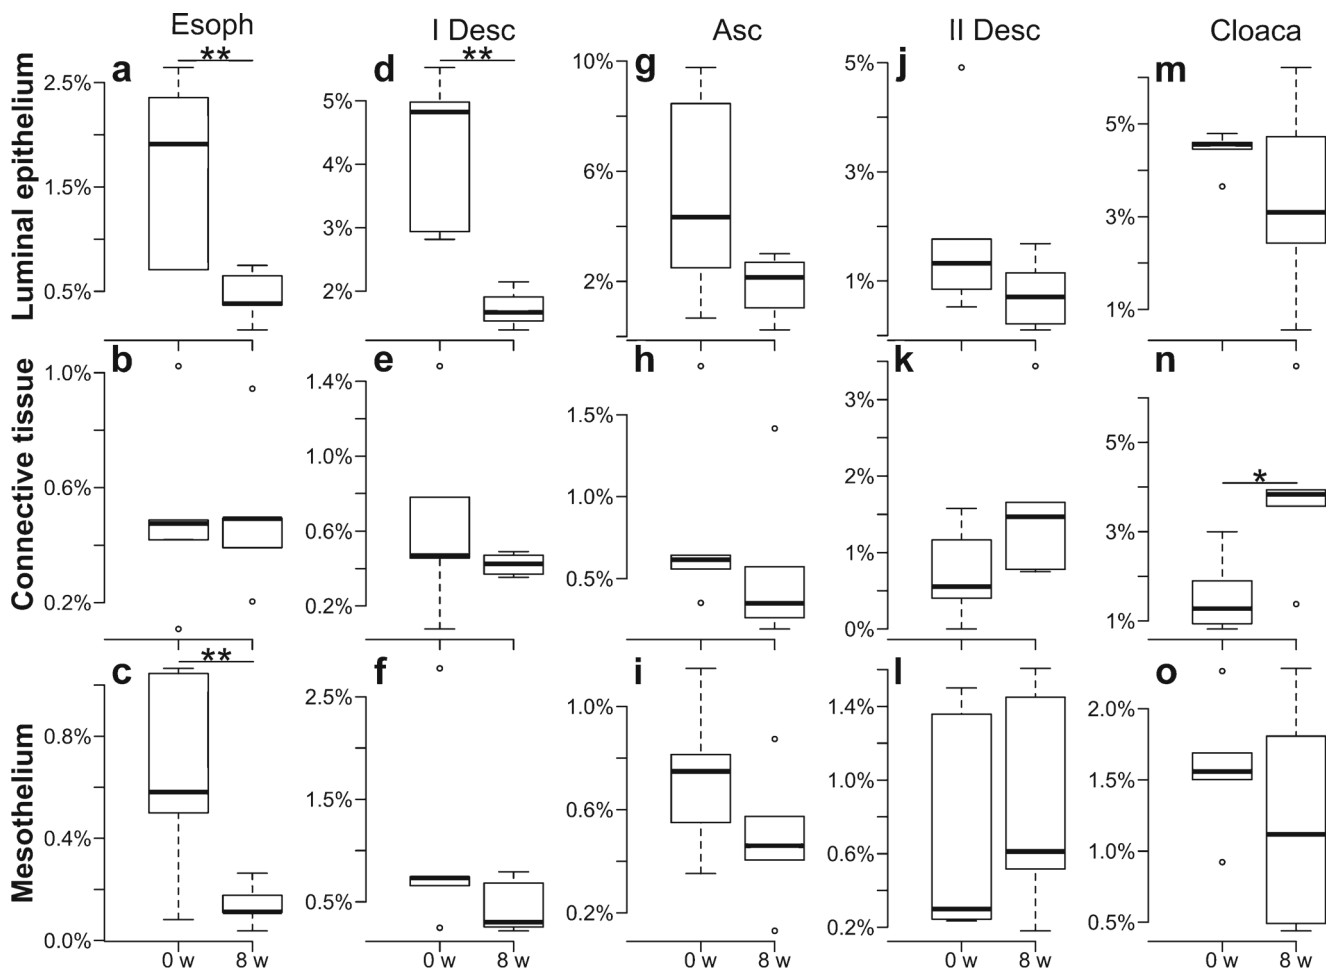 Esoph I Desc Asc II Desc Cloaca
Luminal epithelium
a ** 2.5% 1.5% 0.5%
d ** 5% 4% 3% 2%
g 10% 6% 2%
j 5% 3% 1%
m 5% 3% 1%
Connective tissue
b 1.0% 0.6% 0.2%
e 1.4% 1.0% 0.6% 0.2%
h 1.5% 1.0% 0.5%
k 3% 2% 1% 0%
n 5% 3% 1% *
Mesothelium
c ** 0.8% 0.4% 0.0%
f 2.5% 1.5% 0.5%
i 1.0% 0.6% 0.2%
l 1.4% 1.0% 0.6% 0.2%
o 2.0% 1.5% 1.0% 0.5%
0 w 8 w 0 w 8 w 0 w 8 w 0 w 8 w 0 w 8 w